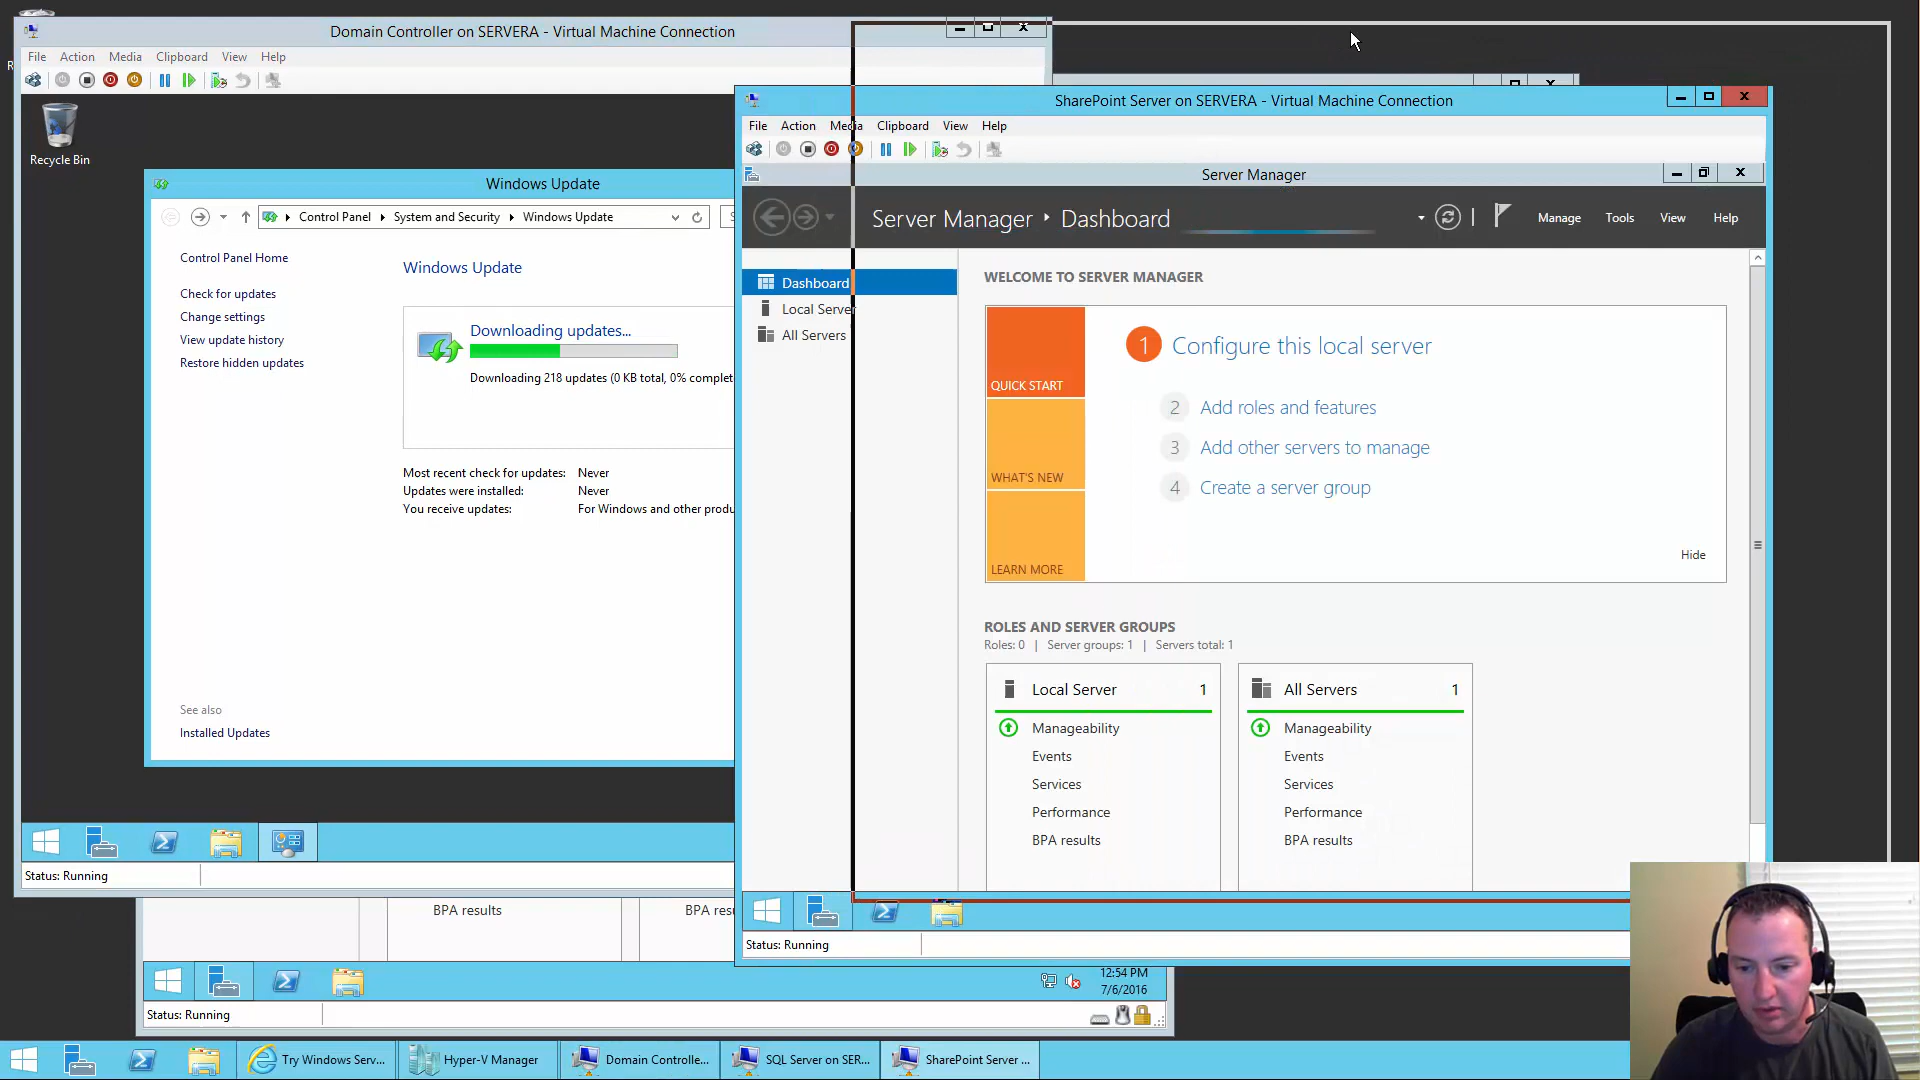 Domain Controller on SERVERA - Virtual Machine Connection
File Action Media Clipboard View Help
Recycle Bin
Windows Update
Control Panel System and Security Windows Update
Control Panel Home
Check for updates
Change settings
View update history
Restore hidden updates
Windows Update
Downloading updates...
Downloading 218 updates (0 KB total, 0% complet
Most recent check for updates: Never
Updates were installed: Never
You receive updates: For Windows and other produ
See also
Installed Updates
Status: Running
SharePoint Server on SERVERA - Virtual Machine Connection
File Action Media Clipboard View Help
Server Manager
Server Manager Dashboard
Manage Tools View Help
Dashboard
Local Server
All Servers
WELCOME TO SERVER MANAGER
QUICK START
WHAT'S NEW
LEARN MORE
1 Configure this local server
2 Add roles and features
3 Add other servers to manage
4 Create a server group
Hide
ROLES AND SERVER GROUPS
Roles: 0 | Server groups: 1 | Servers total: 1
Local Server 1
Manageability
Events
Services
Performance
BPA results
All Servers 1
Manageability
Events
Services
Performance
BPA results
Status: Running
BPA results
BPA resu
12:54 PM
7/6/2016
Status: Running
Try Windows Serv...
Hyper-V Manager
Domain Controlle...
SQL Server on SER...
SharePoint Server ...